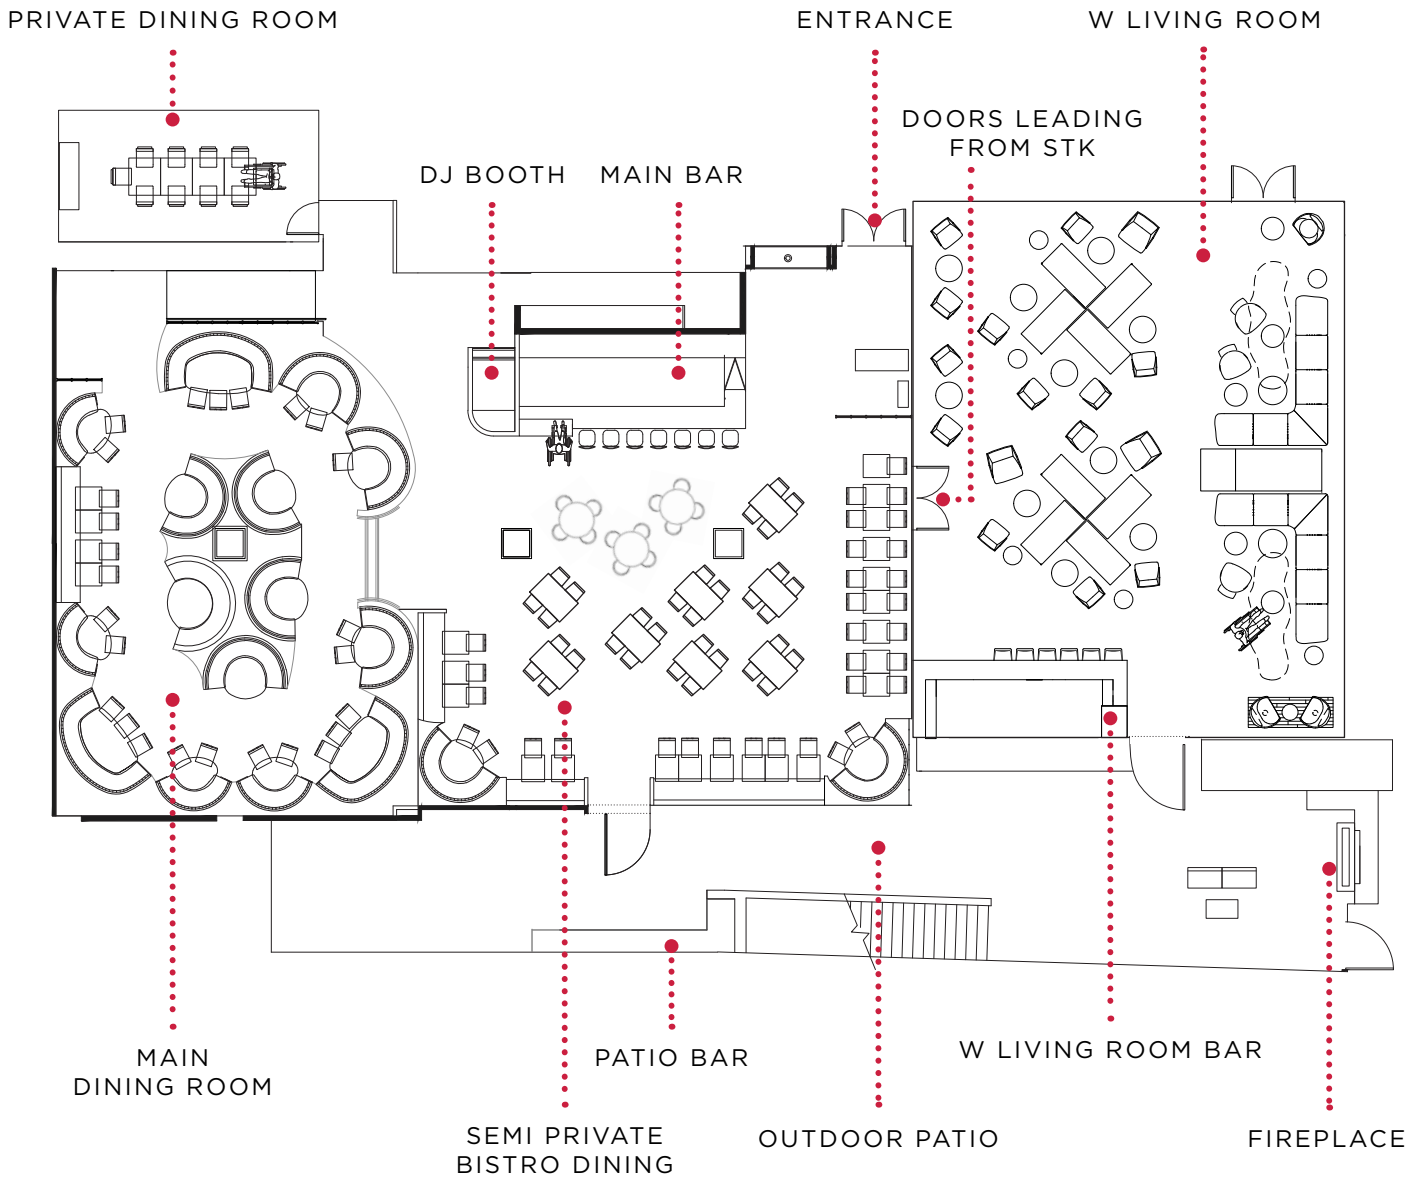 PRIVATE DINING ROOM
ENTRANCE
W LIVING ROOM
DOORS LEADING
FROM STK
DJ BOOTH
MAIN BAR
MAIN
DINING ROOM
PATIO BAR
W LIVING ROOM BAR
SEMI PRIVATE
BISTRO DINING
OUTDOOR PATIO
FIREPLACE